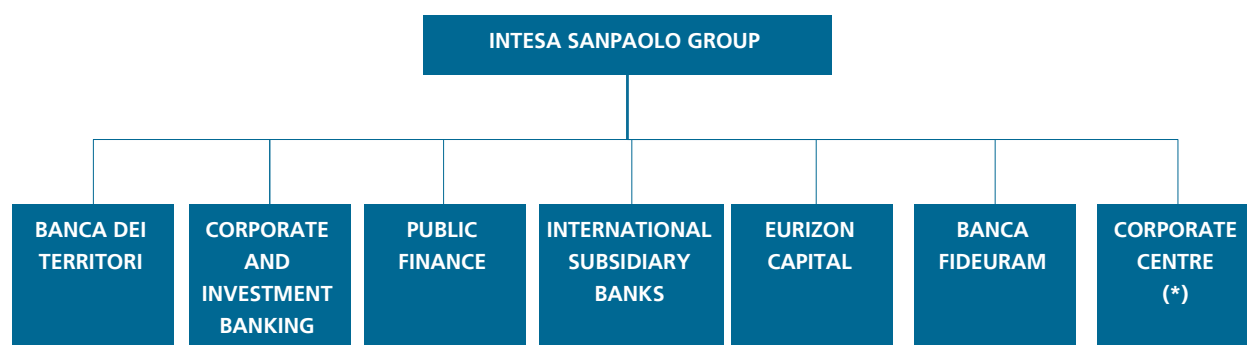 INTESA SANPAOLO GROUP
BANCA DEI
TERRITORI
CORPORATE
AND
INVESTMENT
BANKING
PUBLIC
FINANCE
INTERNATIONAL
SUBSIDIARY
BANKS
EURIZON
CAPITAL
BANCA
FIDEURAM
CORPORATE
CENTRE
(*)